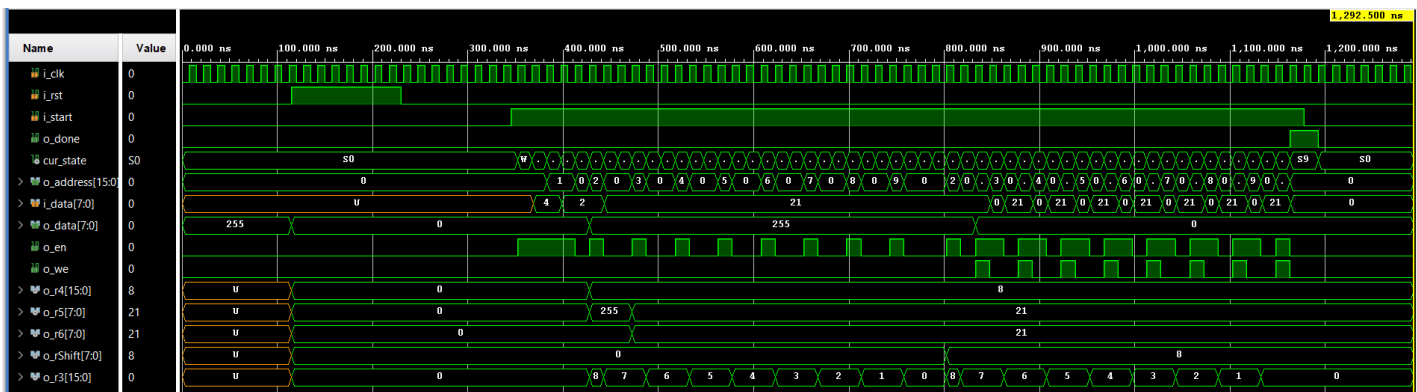 1,292.500 ns
Name Value 0.000 ns 100.000 ns 200.000 ns 300.000 ns 400.000 ns 500.000 ns 600.000 ns 700.000 ns 800.000 ns 900.000 ns 1,000.000 ns 1,100.000 ns 1,200.000 ns
i_clk 0
i_rst 0
i_start 0
o_done 0
cur_state S0 S0 W . . . . . . . . . . . . . . . . . . . . . . . . . . . . . . . . . . . . . . . . . . . . . . . . . . . . . S9 S0
> o_address[15:0] 0 0 1 0 2 0 3 0 4 0 5 0 6 0 7 0 8 0 9 0 2 0 . 3 0 . 4 0 . 5 0 . 6 0 . 7 0 . 8 0 . 9 0 . 0
> i_data[7:0] 0 U 4 2 21 0 21 0 21 0 21 0 21 0 21 0 21 0 21 0
> o_data[7:0] 0 255 0 255 0
o_en 0
o_we 0
> o_r4[15:0] 8 U 0 8
> o_r5[7:0] 21 U 0 255 21
> o_r6[7:0] 21 U 0 21
> o_rShift[7:0] 8 U 0 8
> o_r3[15:0] 0 U 0 8 7 6 5 4 3 2 1 0 8 7 6 5 4 3 2 1 0